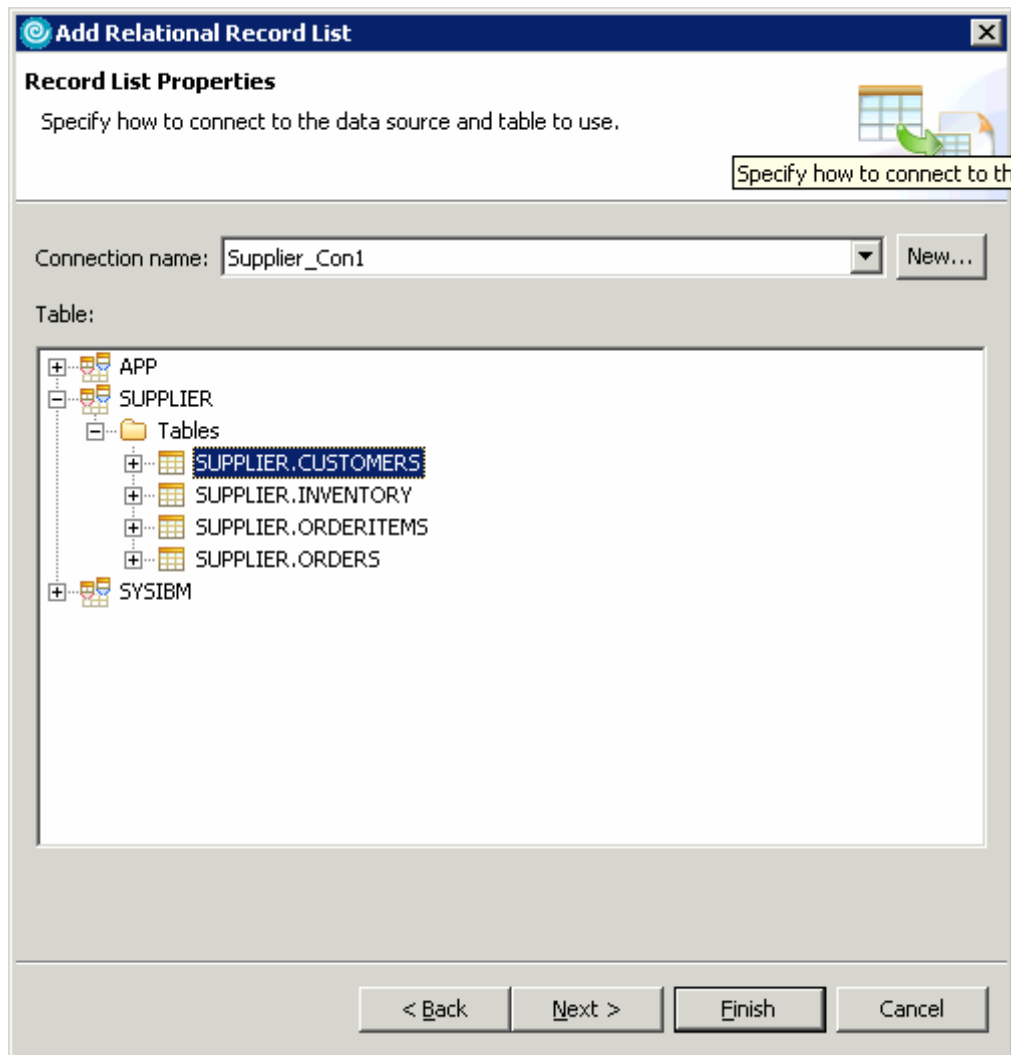 Add Relational Record List
Record List Properties
Specify how to connect to the data source and table to use.
Specify how to connect to th
Connection name: Supplier_Con1 New...
Table:
APP
SUPPLIER
Tables
SUPPLIER.CUSTOMERS
SUPPLIER.INVENTORY
SUPPLIER.ORDERITEMS
SUPPLIER.ORDERS
SYSIBM
< Back Next > Finish Cancel